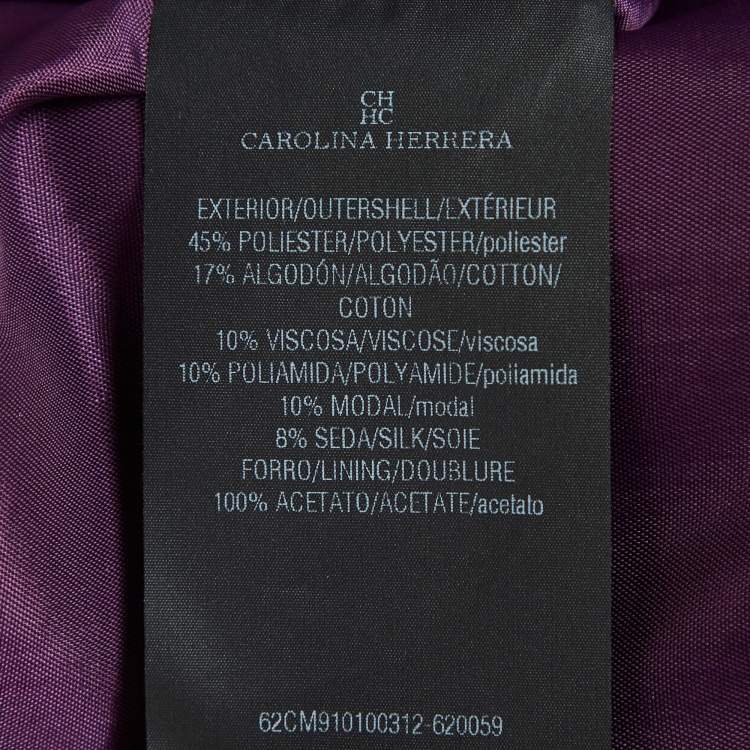 CH
HC
CAROLINA HERRERA
EXTERIOR/OUTERSHELL/EXTÉRIEUR
45% POLIESTER/POLYESTER/poliester
17% ALGODÓN/ALGODÃO/COTTON/
COTON
10% VISCOSA/VISCOSE/viscosa
10% POLIAMIDA/POLYAMIDE/poliamida
10% MODAL/modal
8% SEDA/SILK/SOIE
FORRO/LINING/DOUBLURE
100% ACETATO/ACETATE/acetato
62CM910100312-620059